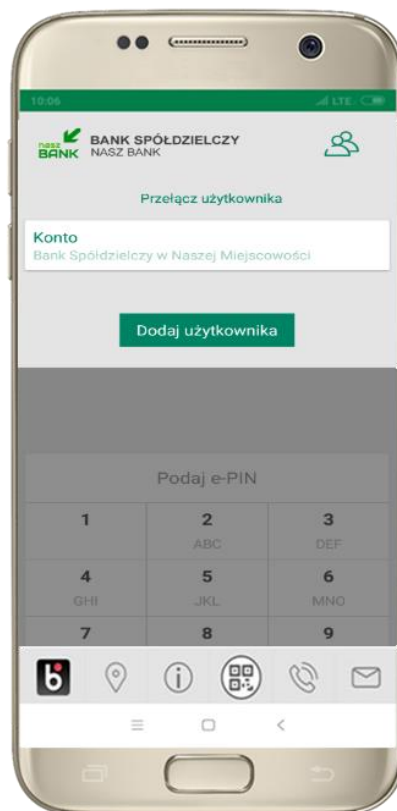 10:06
LTE
nasz
BANK
BANK SPÓŁDZIELCZY
NASZ BANK
Przełącz użytkownika
Konto
Bank Spółdzielczy w Naszej Miejscowości
Dodaj użytkownika
Podaj e-PIN
1 2 3
ABC DEF
4 5 6
GHI JKL MNO
7 8 9
b